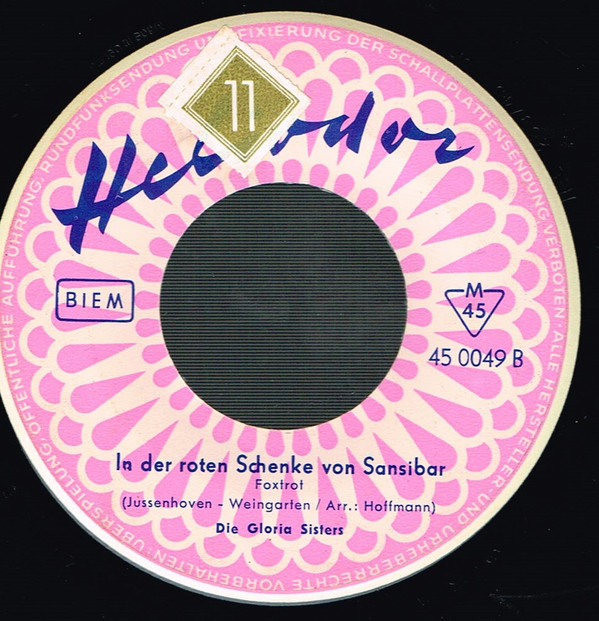 11
BIEM
M
45
45 0049 B
In der roten Schenke von Sansibar
Foxtrot
(Jussenhoven - Weingarten / Arr.: Hoffmann)
Die Gloria Sisters
ALLE HERSTELLER-UND URHEBERRECHTE VORBEHALTEN: ÜBERSPIELUNG, ÖFFENTLICHE AUFFÜHRUNG, RUNDFUNKSENDUNG UND FIXIERUNG DER SCHALLPLATTENSENDUNG VERBOTEN ·